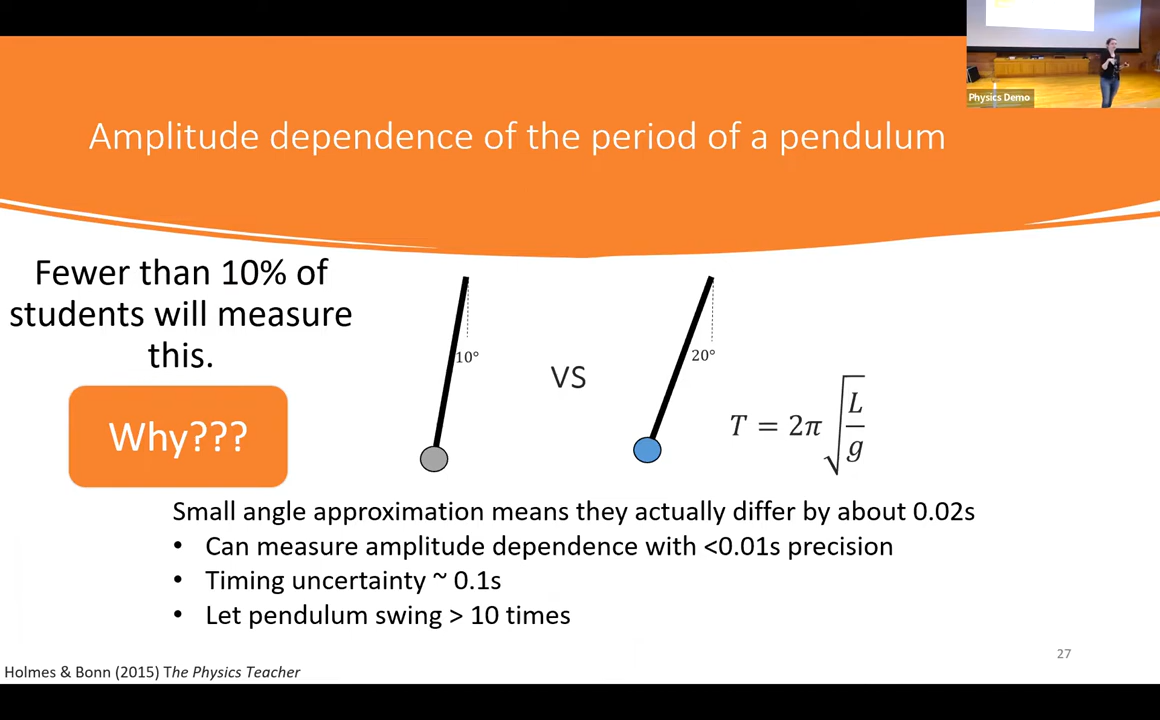 Physics Demo
Amplitude dependence of the period of a pendulum
Fewer than 10% of
students will measure
this.
Why???
10°
VS
20°
T = 2π √(L/g)
Small angle approximation means they actually differ by about 0.02s
• Can measure amplitude dependence with <0.01s precision
• Timing uncertainty ~ 0.1s
• Let pendulum swing > 10 times
27
Holmes & Bonn (2015) The Physics Teacher